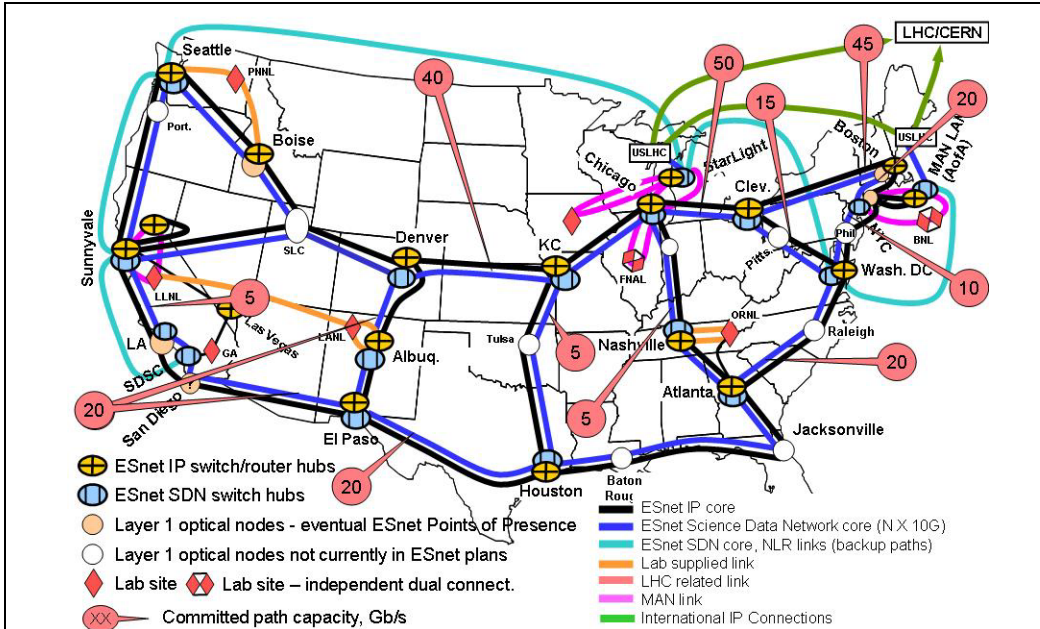 LHC/CERN
45
Seattle
50
40
PNNL
15
20
Port.
Boise
Boston
USLHC
USLHC
MAN LAN
(AofA)
Chicago
StarLight
Clev.
Sunnyvale
Denver
KC
SLC
Pitts.
Phil
NYC
BNL
Wash. DC
FNAL
10
LLNL
5
ORNL
LA
Las Vegas
LANL
Tulsa
Nashville
Raleigh
GA
Albuq.
5
SDSC
20
Atlanta
20
San Diego
5
El Paso
Jacksonville
ESnet IP switch/router hubs
20
Houston
Baton
Roug
ESnet SDN switch hubs
ESnet IP core
Layer 1 optical nodes - eventual ESnet Points of Presence
ESnet Science Data Network core (N X 10G)
Layer 1 optical nodes not currently in ESnet plans
ESnet SDN core, NLR links (backup paths)
Lab supplied link
Lab site
Lab site – independent dual connect.
LHC related link
MAN link
XX
Committed path capacity, Gb/s
International IP Connections